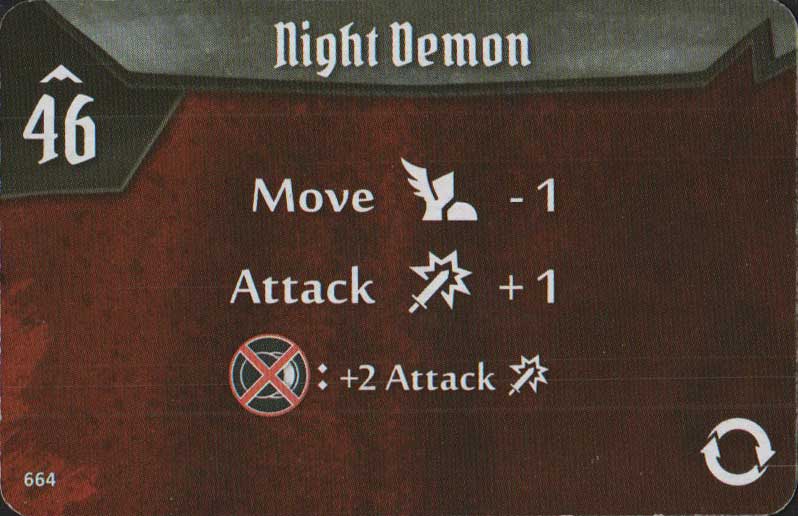 Night Demon
46
Move - 1
Attack + 1
: +2 Attack
664